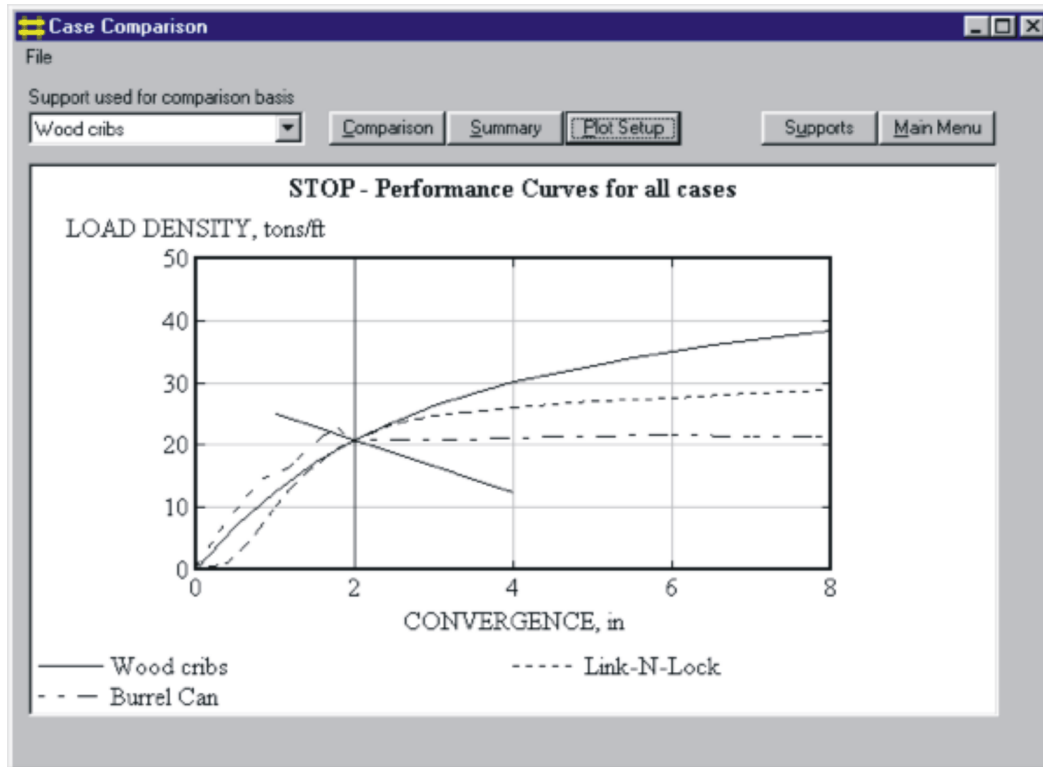 Case Comparison
File
Support used for comparison basis
Wood cribs
Comparison
Summary
Plot Setup
Supports
Main Menu
STOP - Performance Curves for all cases
LOAD DENSITY, tons/ft
50
40
30
20
10
0
0 2 4 6 8
CONVERGENCE, in
Wood cribs
Link-N-Lock
Burrel Can